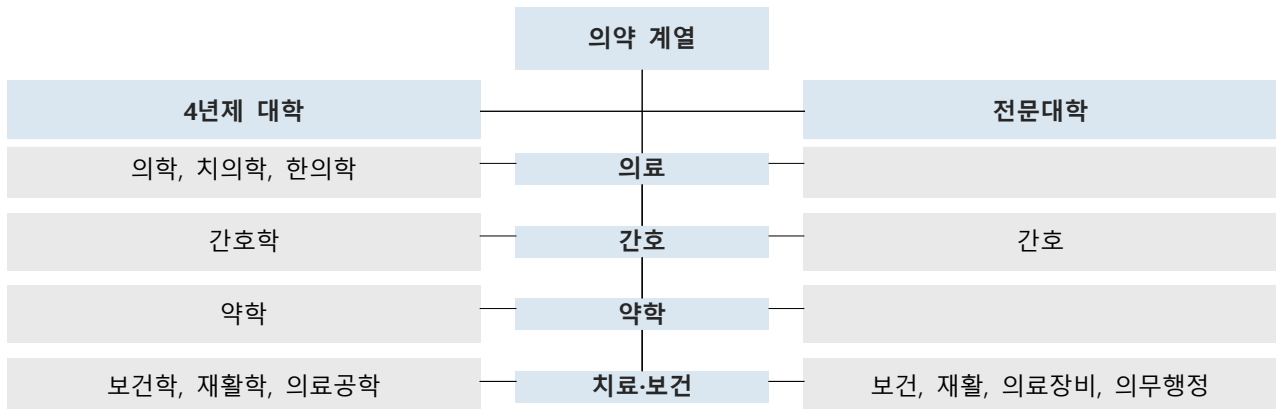 의약 계열
4년제 대학
전문대학
의학, 치의학, 한의학
의료
간호학
간호
간호
약학
약학
보건학, 재활학, 의료공학
치료·보건
보건, 재활, 의료장비, 의무행정